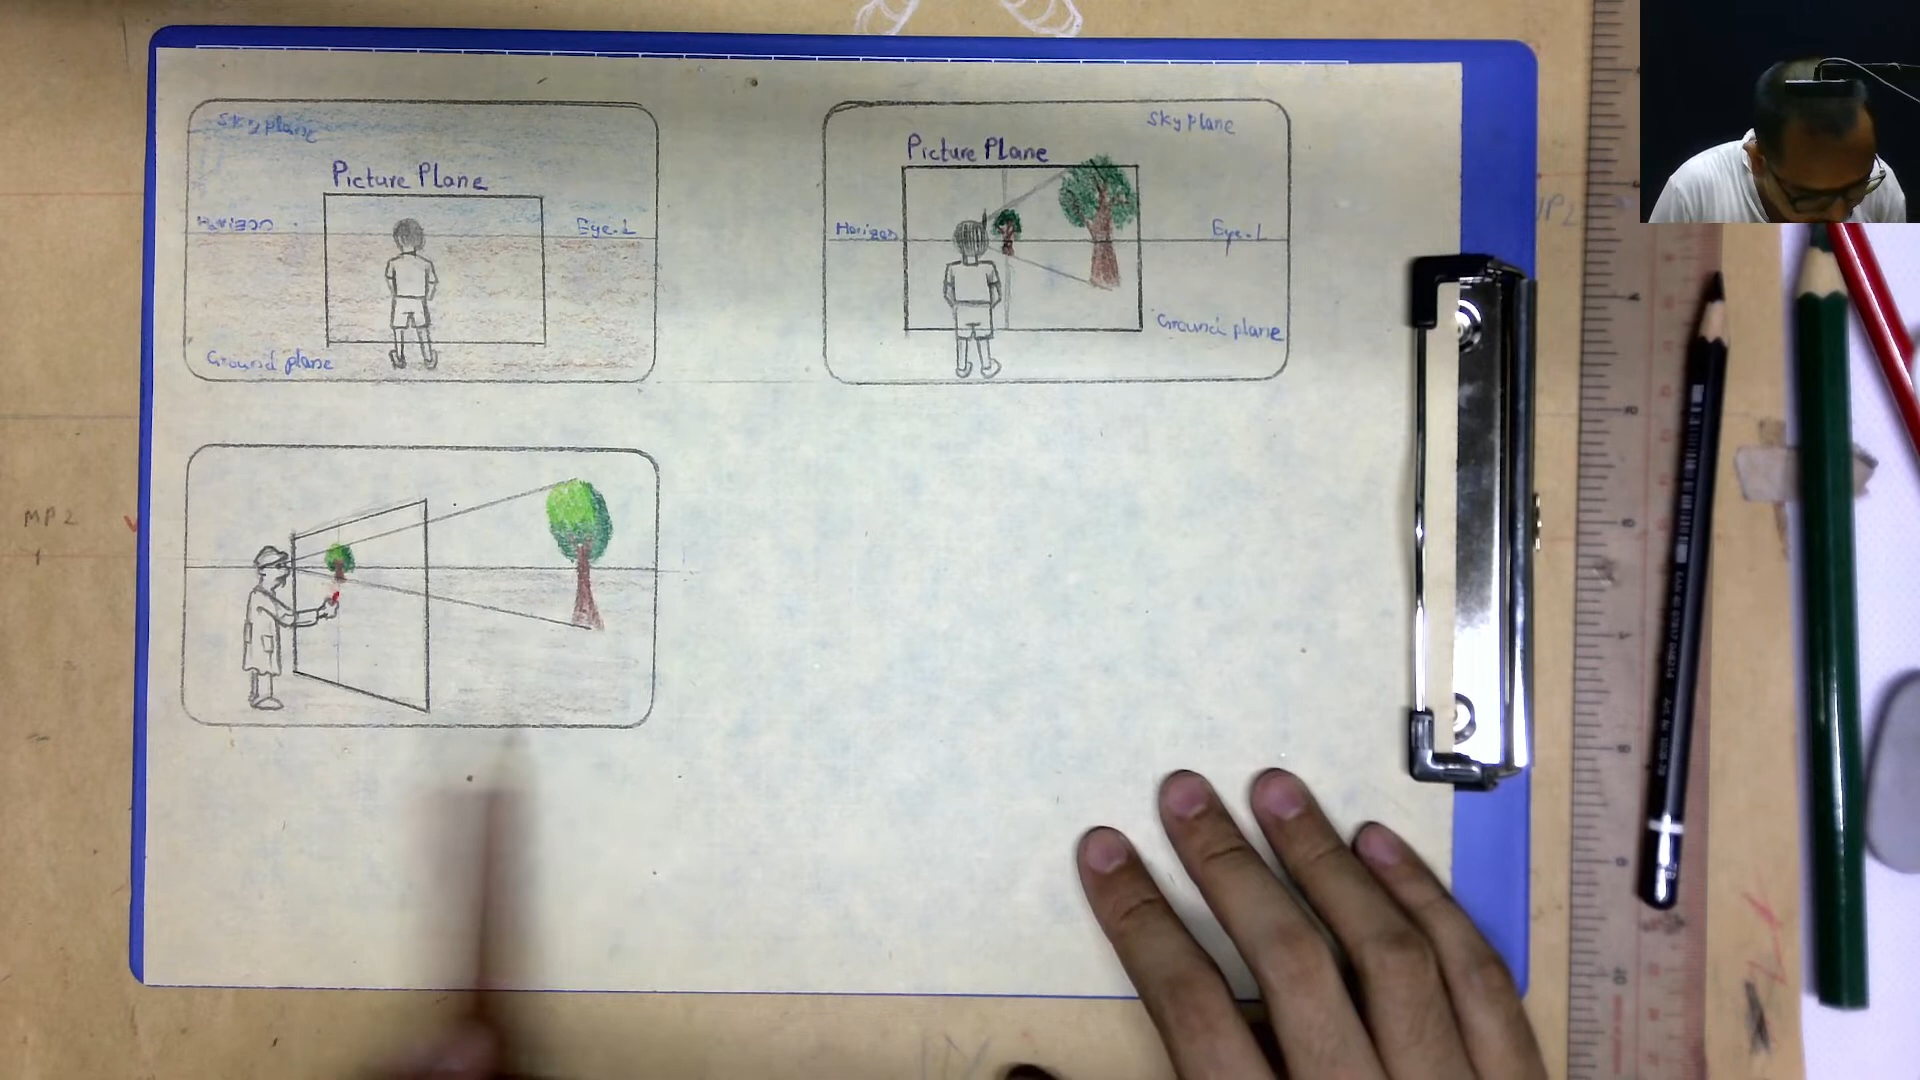 Sky plane
Picture Plane
Horizon
Eye.L
Ground plane
Sky Plane
Picture Plane
Horizon
Eye.L
Ground plane
MP2